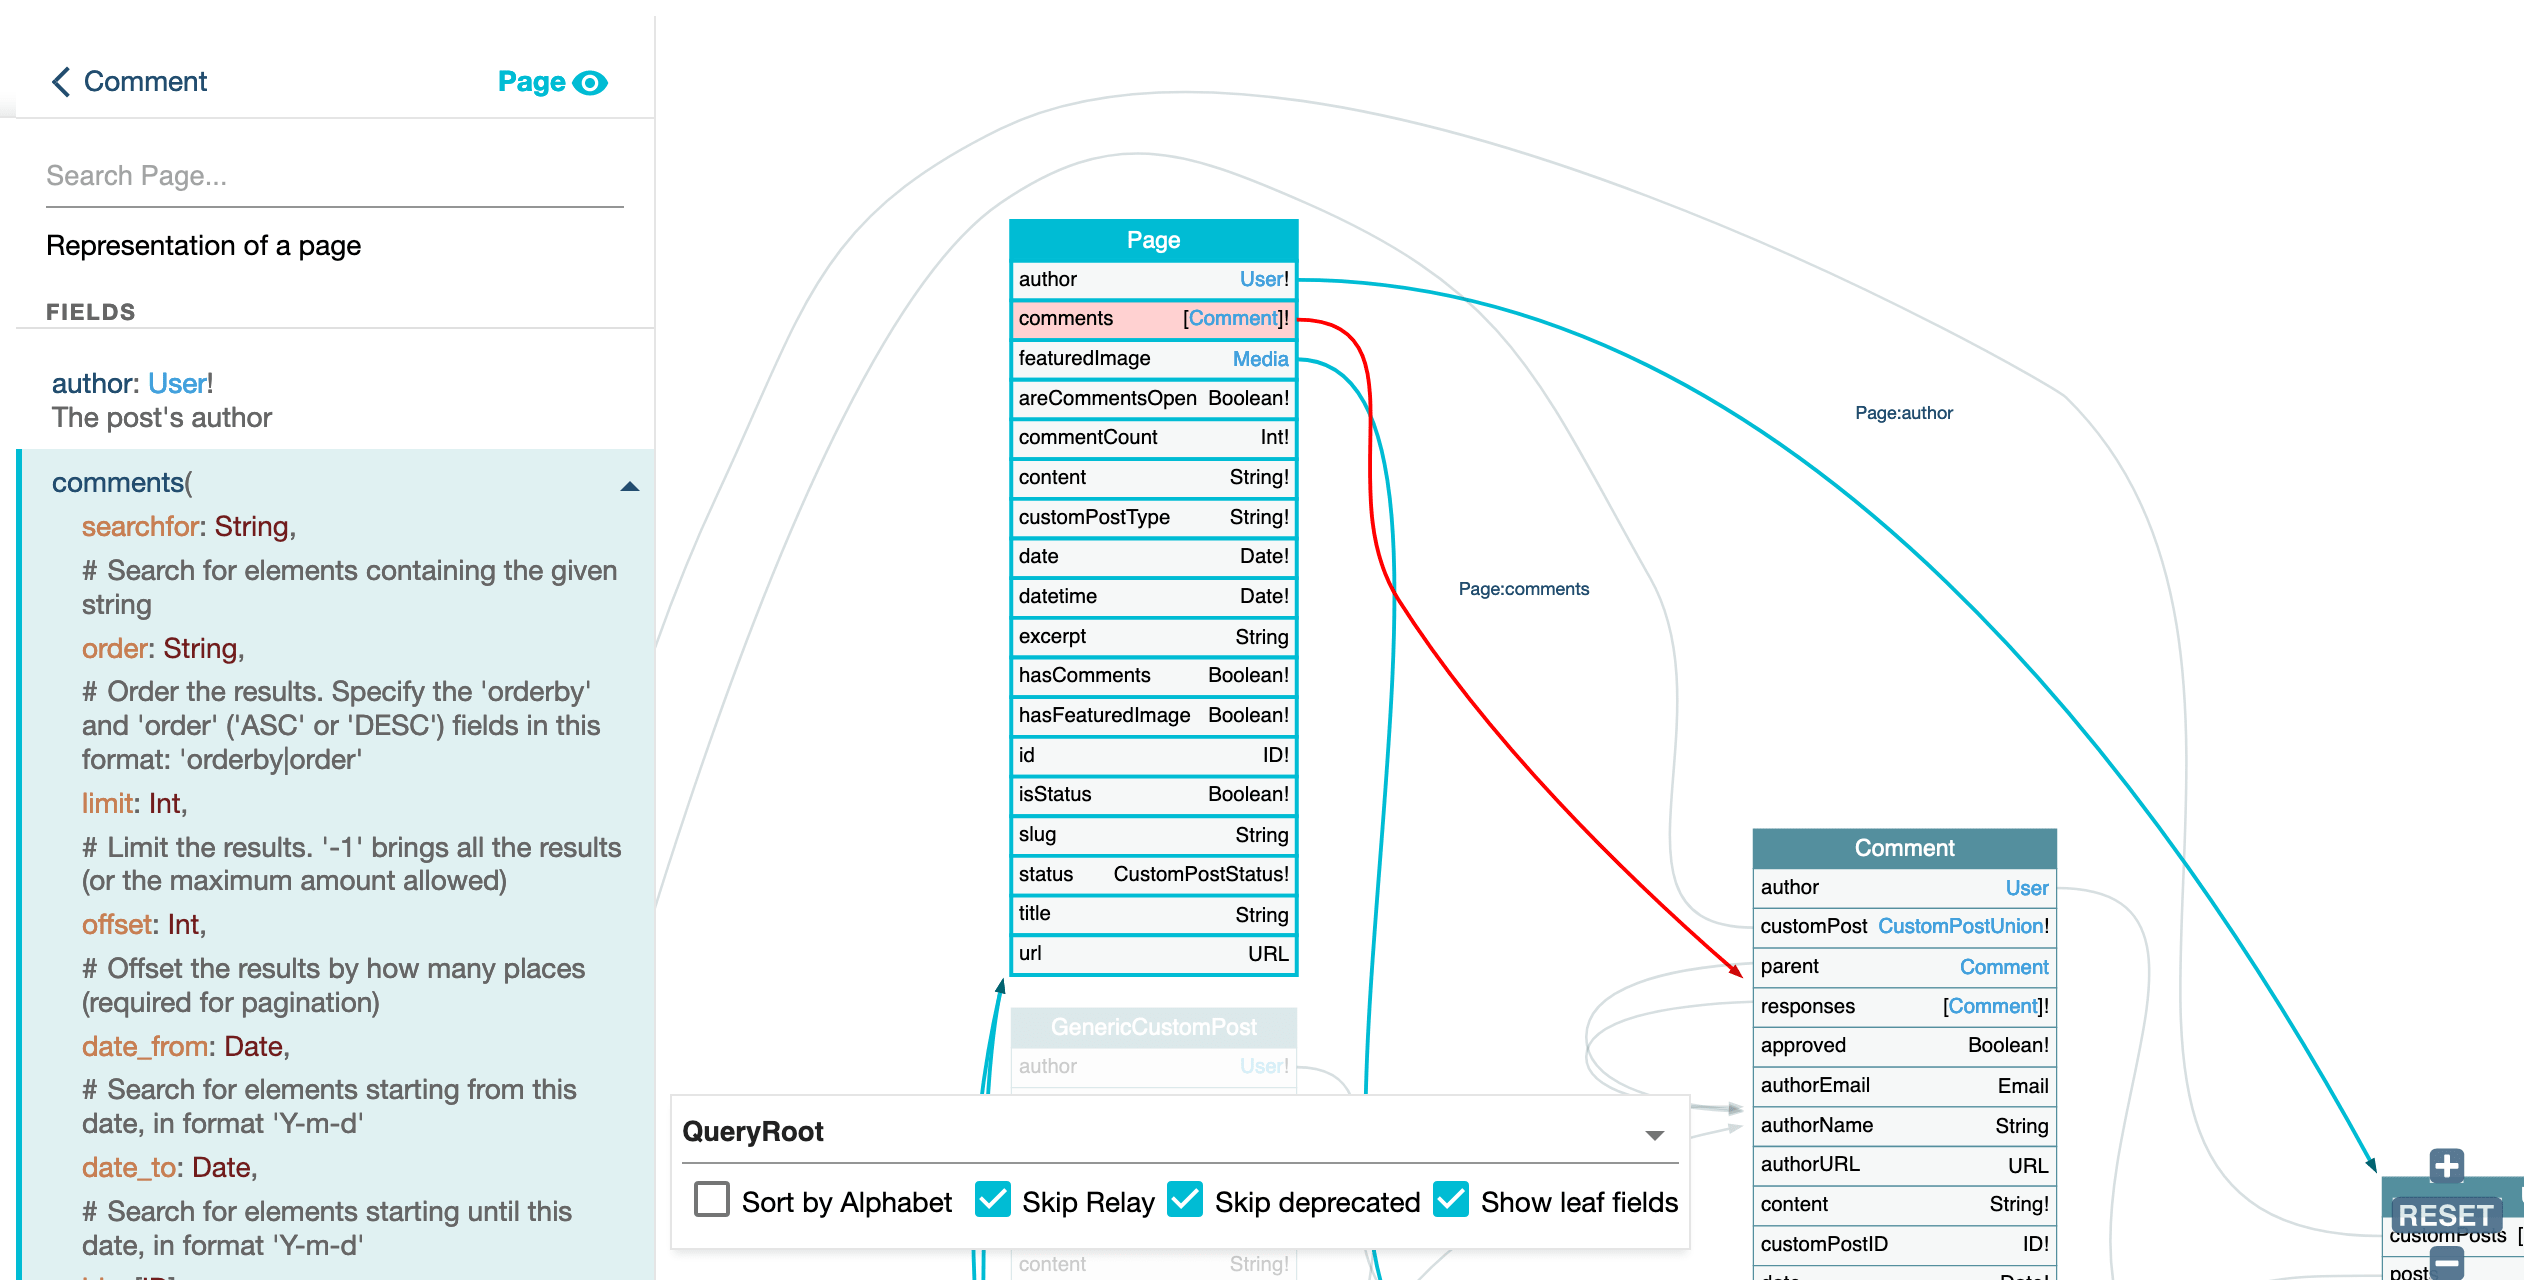 Comment
Page
Search Page...
Representation of a page
FIELDS
author: User!
The post's author
comments(
searchfor: String,
# Search for elements containing the given
string
order: String,
# Order the results. Specify the 'orderby'
and 'order' ('ASC' or 'DESC') fields in this
format: 'orderby|order'
limit: Int,
# Limit the results. '-1' brings all the results
(or the maximum amount allowed)
offset: Int,
# Offset the results by how many places
(required for pagination)
date_from: Date,
# Search for elements starting from this
date, in format 'Y-m-d'
date_to: Date,
# Search for elements starting until this
date, in format 'Y-m-d'
Page
author User!
comments [Comment]!
featuredImage Media
areCommentsOpen Boolean!
commentCount Int!
content String!
customPostType String!
date Date!
datetime Date!
excerpt String
hasComments Boolean!
hasFeaturedImage Boolean!
id ID!
isStatus Boolean!
slug String
status CustomPostStatus!
title String
url URL
GenericCustomPost
author User!
content String!
Page:author
Page:comments
QueryRoot
Sort by Alphabet
Skip Relay
Skip deprecated
Show leaf fields
Comment
author User
customPost CustomPostUnion!
parent Comment
responses [Comment]!
approved Boolean!
authorEmail Email
authorName String
authorURL URL
content String!
customPostID ID!
date Date!
RESET
customPosts [
posts